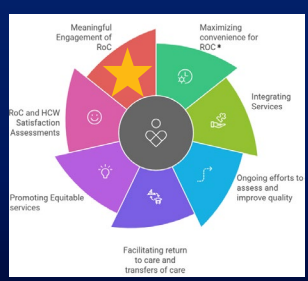 Meaningful
Engagement of
RoC
Maximizing
convenience for
ROC*
Integrating
Services
Ongoing efforts to
assess and
improve quality
Facilitating return
to care and
transfers of care
Promoting Equitable
services
RoC and HCW
Satisfaction
Assessments